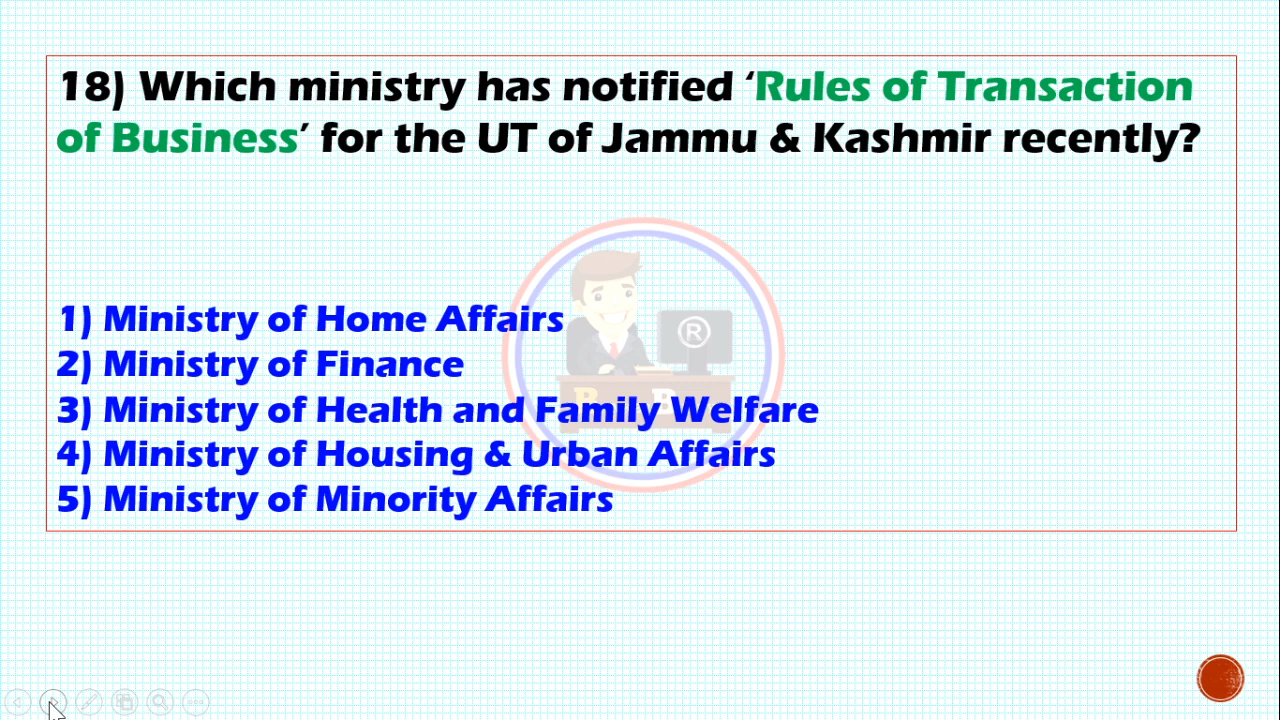 18) Which ministry has notified ‘Rules of Transaction
of Business’ for the UT of Jammu & Kashmir recently?
1) Ministry of Home Affairs
2) Ministry of Finance
3) Ministry of Health and Family Welfare
4) Ministry of Housing & Urban Affairs
5) Ministry of Minority Affairs
®
B B